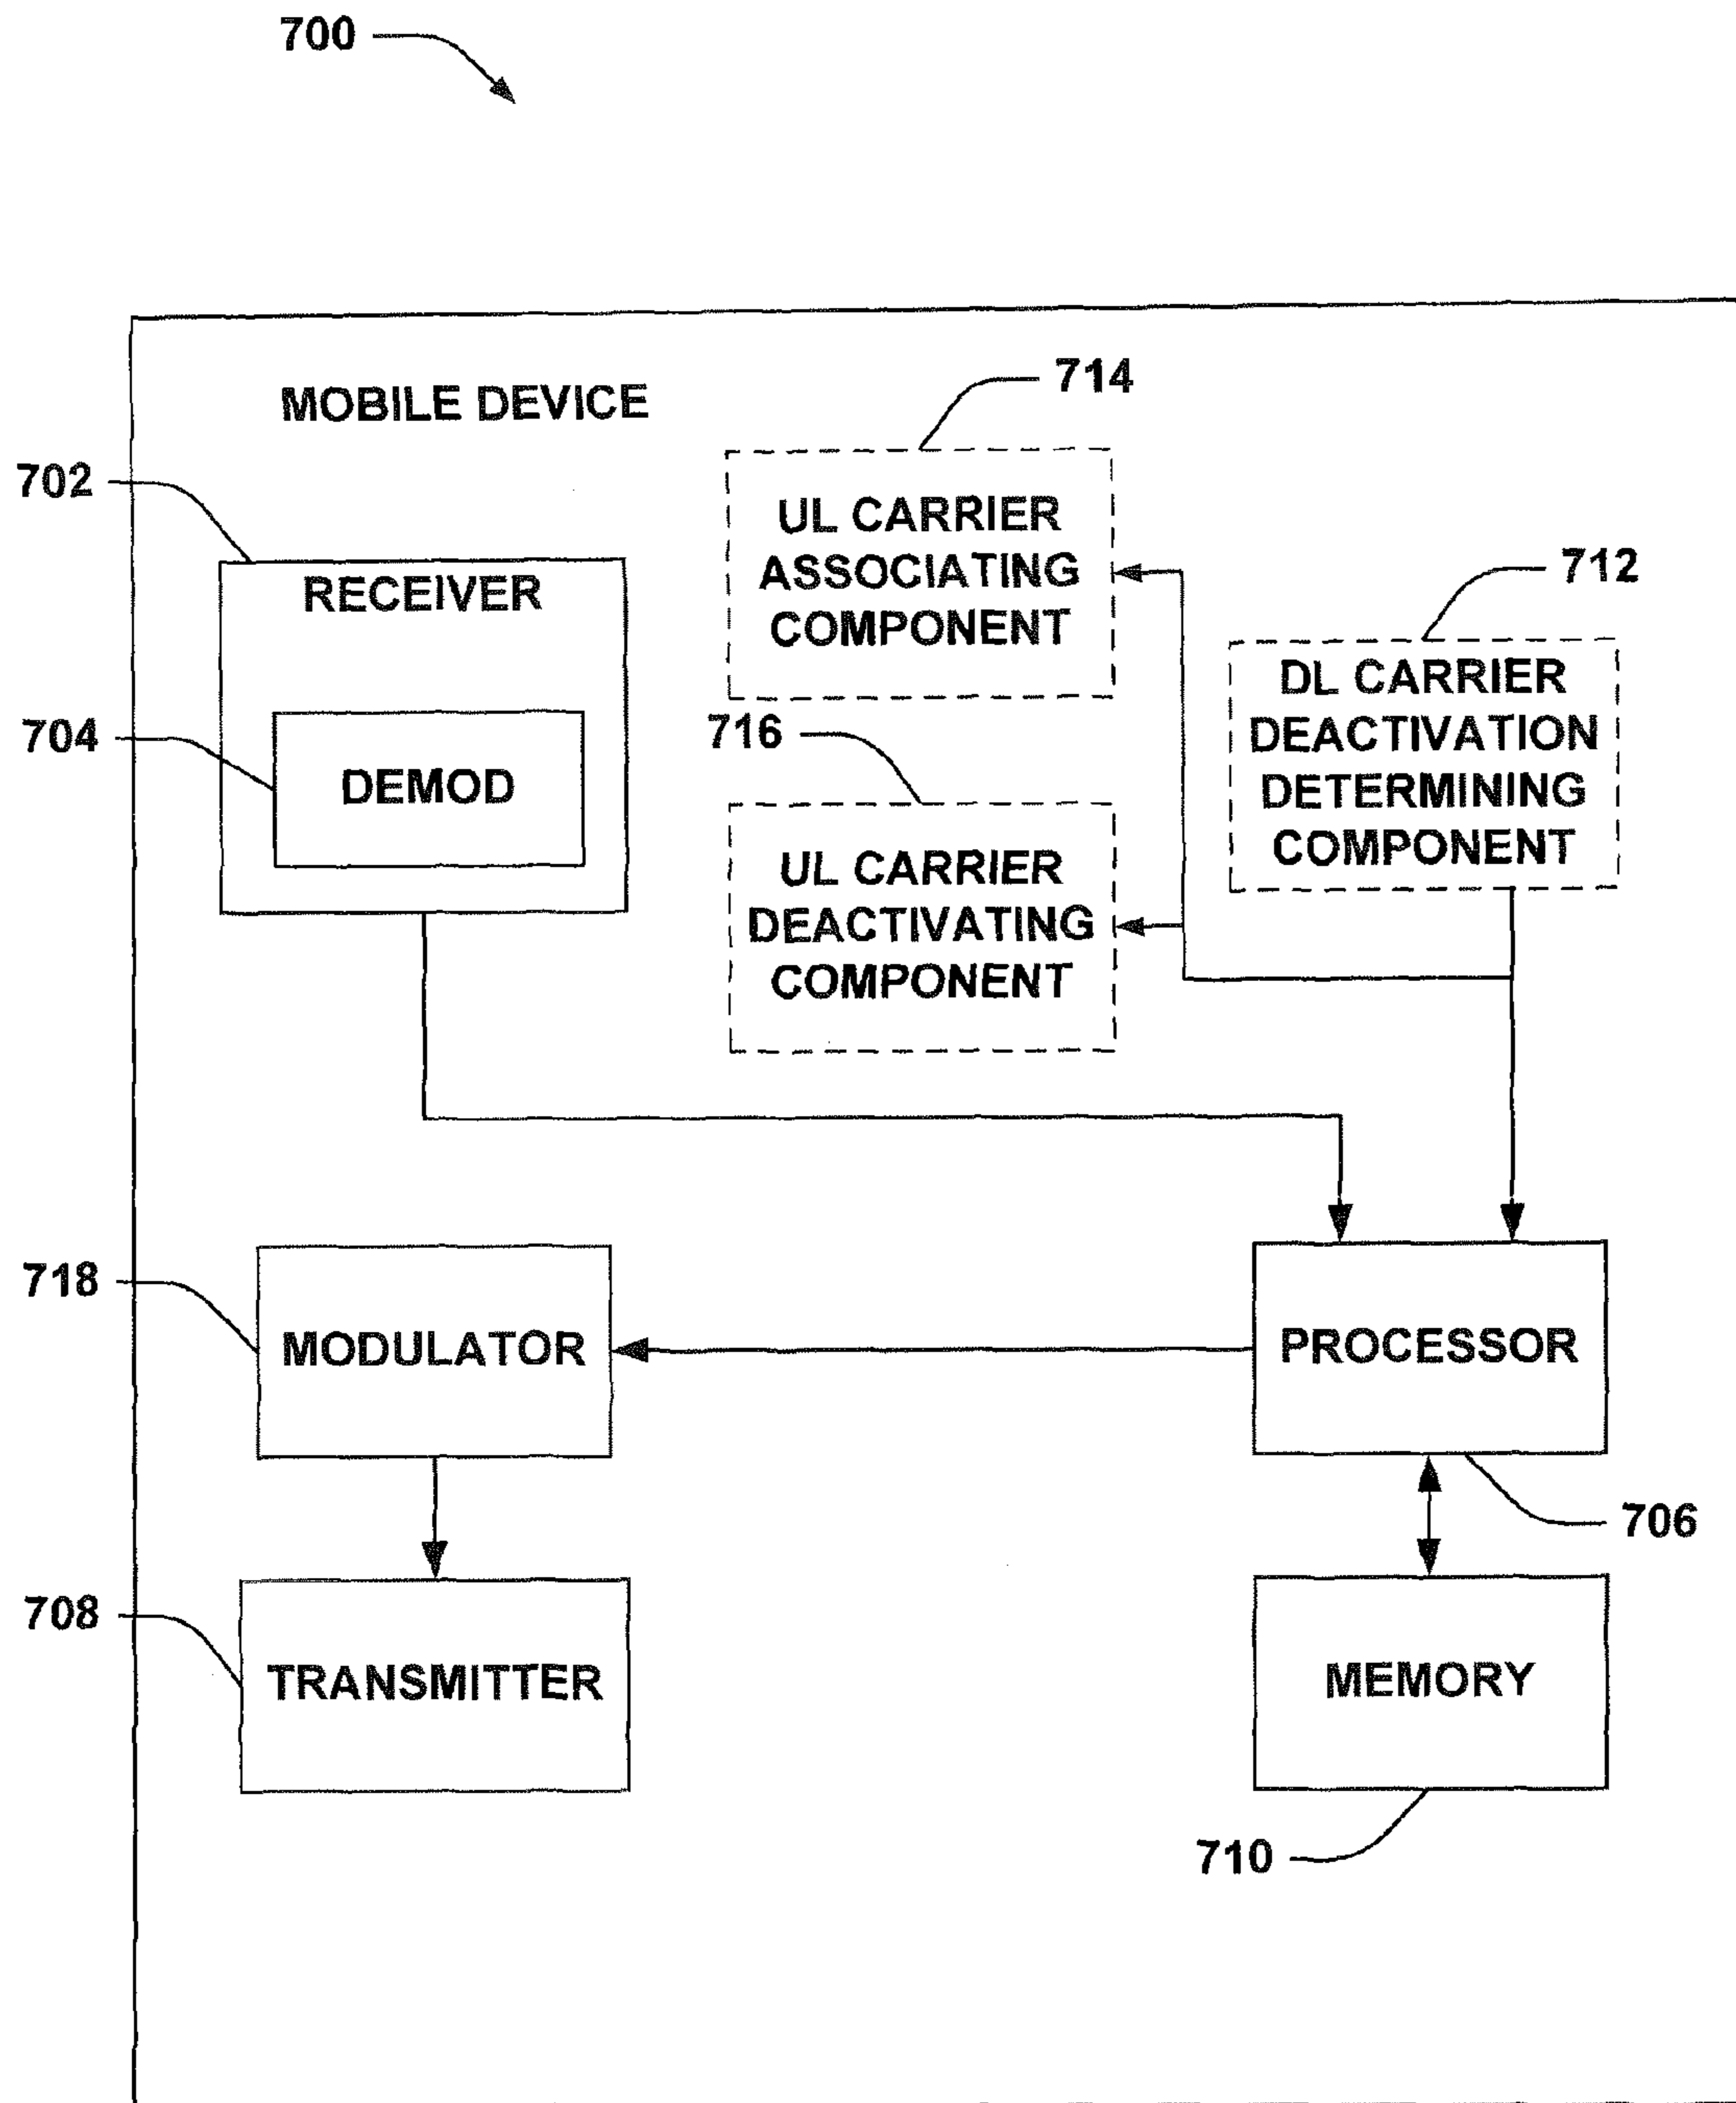 700
MOBILE DEVICE
714
702
UL CARRIER
ASSOCIATING
COMPONENT
RECEIVER
712
DL CARRIER
DEACTIVATION
DETERMINING
COMPONENT
704
DEMOD
716
UL CARRIER
DEACTIVATING
COMPONENT
718
MODULATOR
PROCESSOR
706
708
TRANSMITTER
MEMORY
710